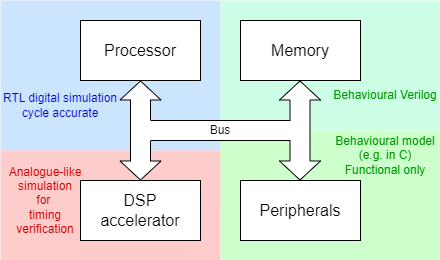 Processor
Memory
RTL digital simulation
cycle accurate
Behavioural Verilog
Bus
Behavioural model
(e.g. in C)
Functional only
Analogue-like
simulation
for
timing
verification
DSP
accelerator
Peripherals